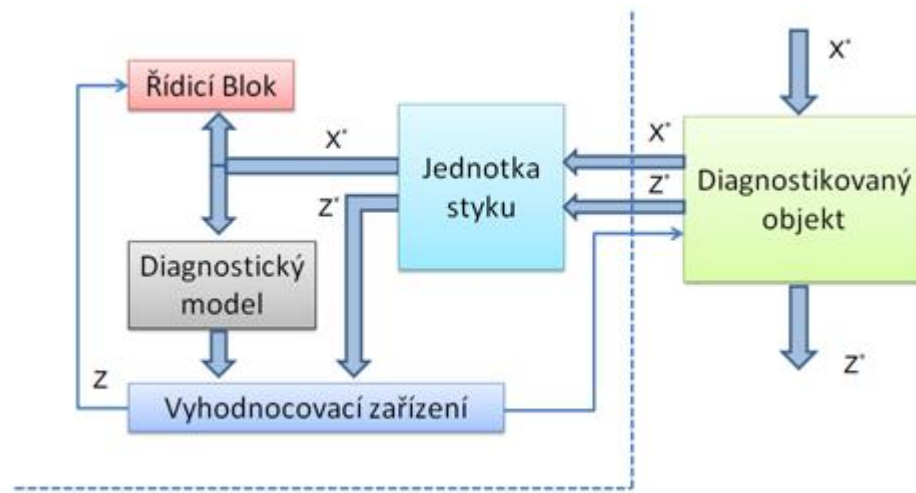 X*
Řídicí Blok
X*
X*
Jednotka
styku
Z*
Z*
Diagnostikovaný
objekt
Diagnostický
model
Z
Z*
Vyhodnocovací zařízení